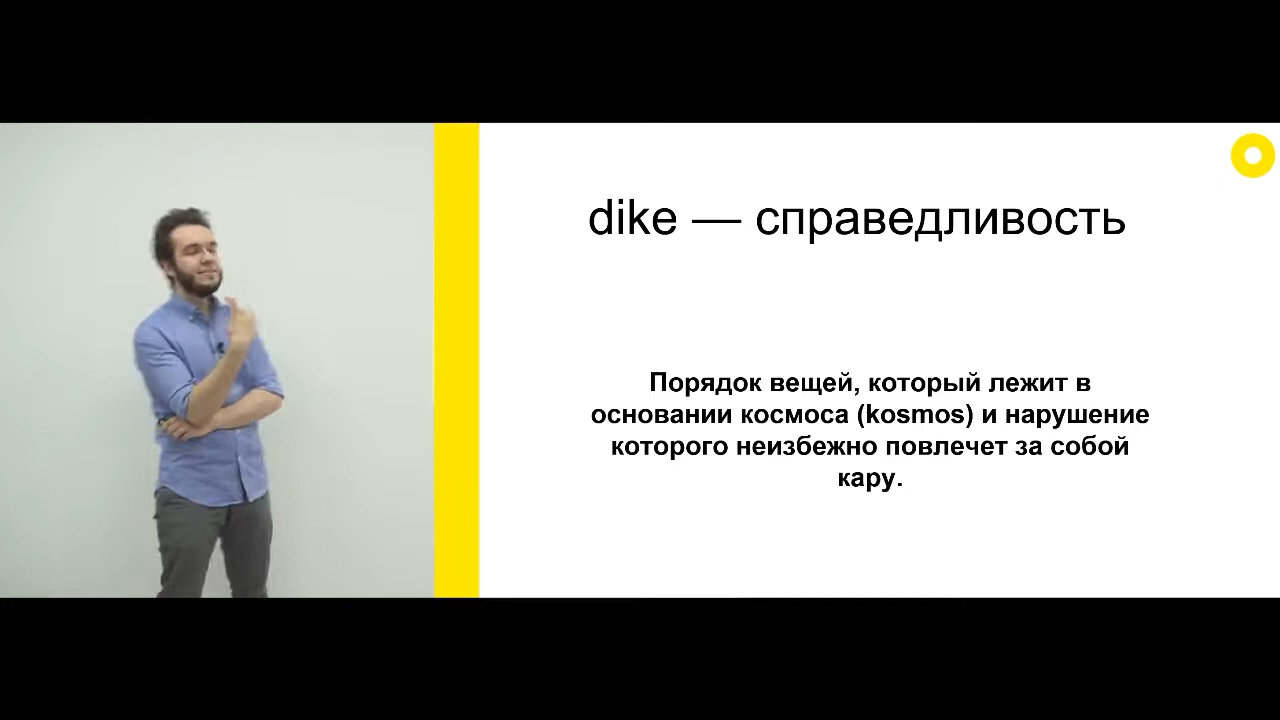 dike — справедливость
Порядок вещей, который лежит в
основании космоса (kosmos) и нарушение
которого неизбежно повлечет за собой
кару.